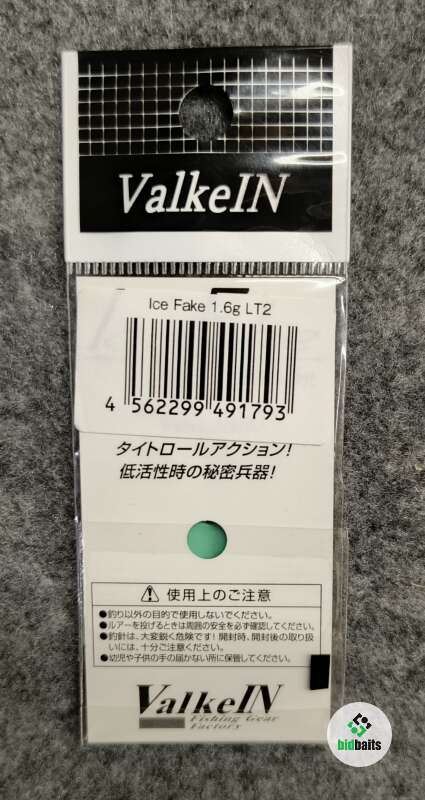 ValkeIN
Ice Fake 1.6g LT2
4 562299 491793
タイトロールアクション!
低活性時の秘密兵器!
⚠ 使用上のご注意
●釣り以外の目的で使用しないでください。
●ルアーを投げるときは周囲の安全を必ず確認してください。
●釣針は、大変鋭く危険です!開封時、開封後の取り扱
いには、十分ご注意ください。
●幼児や子供の手の届かない所に保管してください。
ValkeIN
Fishing Gear
Factory
bidbaits